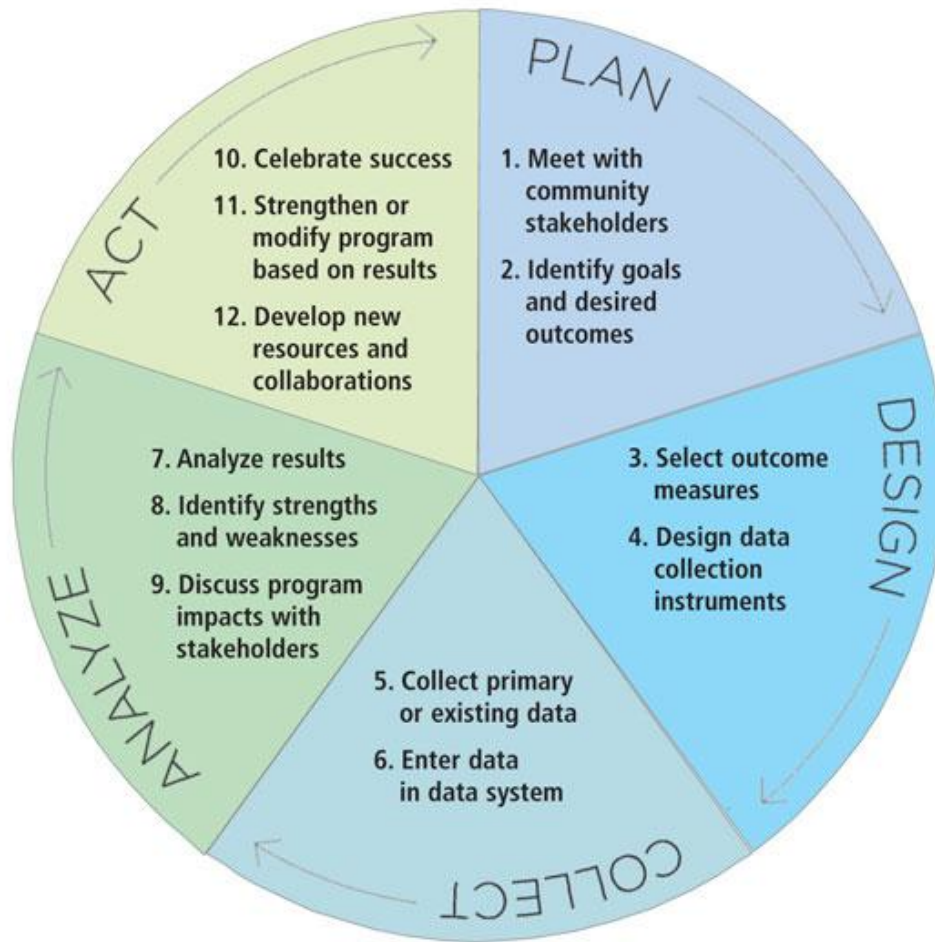 PLAN
1. Meet with
community
stakeholders
2. Identify goals
and desired
outcomes
DESIGN
3. Select outcome
measures
4. Design data
collection
instruments
COLLECT
5. Collect primary
or existing data
6. Enter data
in data system
ANALYZE
7. Analyze results
8. Identify strengths
and weaknesses
9. Discuss program
impacts with
stakeholders
ACT
10. Celebrate success
11. Strengthen or
modify program
based on results
12. Develop new
resources and
collaborations